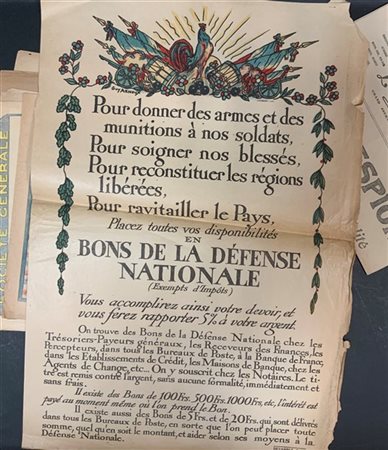 GUY ARNOUX
Pour donner des armes et des
munitions à nos soldats,
Pour soigner nos blessés,
Pour reconstituer les régions
libérées,
Pour ravitailler le Pays,
Placez toutes vos disponibilités
EN
BONS DE LA DÉFENSE
NATIONALE
(Exempts d'Impôts)
Vous accomplirez ainsi votre devoir, et
vous ferez rapporter 5% à votre argent.
On trouve des Bons de la Défense Nationale chez les
Trésoriers-Payeurs généraux, les Receveurs des Finances, les
Percepteurs, dans tous les Bureaux de Poste, à la Banque de France,
dans les Etablissements de Crédit, les Maisons de Banque, chez les
Agents de Change, etc... On y souscrit chez les Notaires. Le ti-
tre est remis contre l'argent, sans aucune formalité, immédiatement et
sans frais.
Il existe des Bons de 100 Frs. 500 Frs. 1000 Frs, etc, l'intérêt est
payé au moment même où l'on prend le Bon.
Il existe aussi des Bons de 5 Frs. et de 20 Frs. qui sont délivrés
dans tous les Bureaux de Poste, en sorte que l'on peut placer toute
somme, quel qu'en soit le montant, et aider selon ses moyens à la
Défense Nationale.
SOCIÉTÉ GÉNÉRALE
ESPION